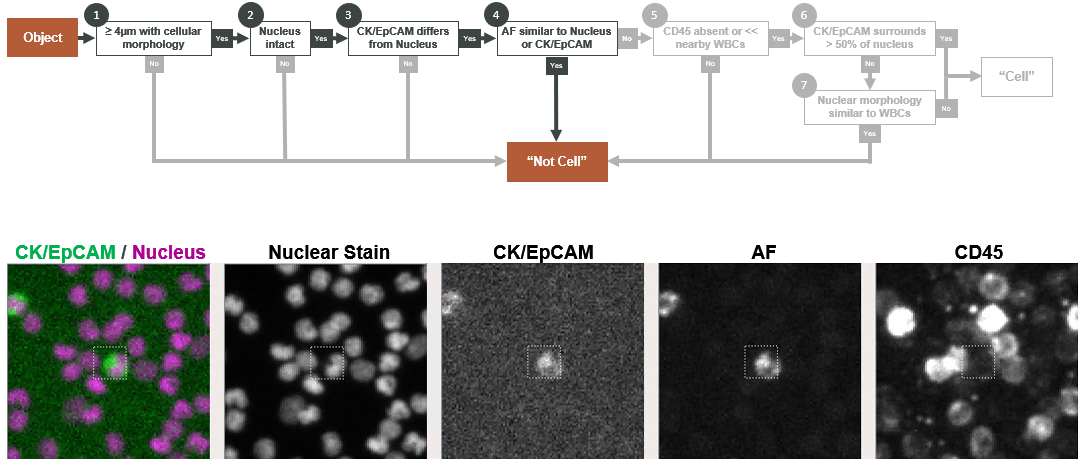 1
2
3
4
5
6
Object
≥ 4µm with cellular
morphology
Yes
Nucleus
intact
Yes
CK/EpCAM differs
from Nucleus
Yes
AF similar to Nucleus
or CK/EpCAM
No
CD45 absent or <<
nearby WBCs
Yes
CK/EpCAM surrounds
> 50% of nucleus
Yes
No
No
No
Yes
No
No
"Cell"
7
Nuclear morphology
similar to WBCs
No
Yes
"Not Cell"
CK/EpCAM / Nucleus
Nuclear Stain
CK/EpCAM
AF
CD45